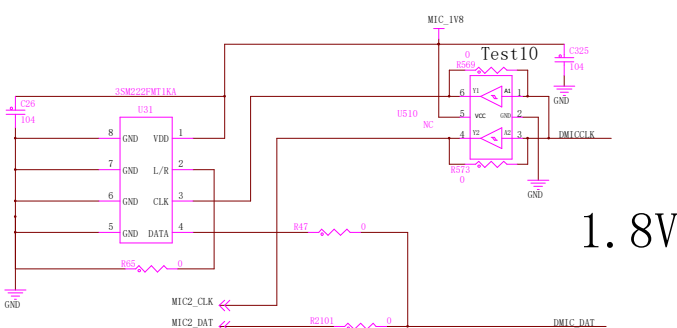 MIC_1V8
0
Test10
R569
C325
104
3SM222FMT1KA
U31
C26
104
6 Y1 A1 1
U510
NC
5 VCC GND 2
4 Y2 A2 3
GND
DMICCLK
R573
0
GND
8 GND VDD 1
7 GND L/R 2
6 GND CLK 3
5 GND DATA 4
R47 0
1.8V
R65 0
GND
MIC2_CLK
MIC2_DAT
R2101 0
DMIC_DAT